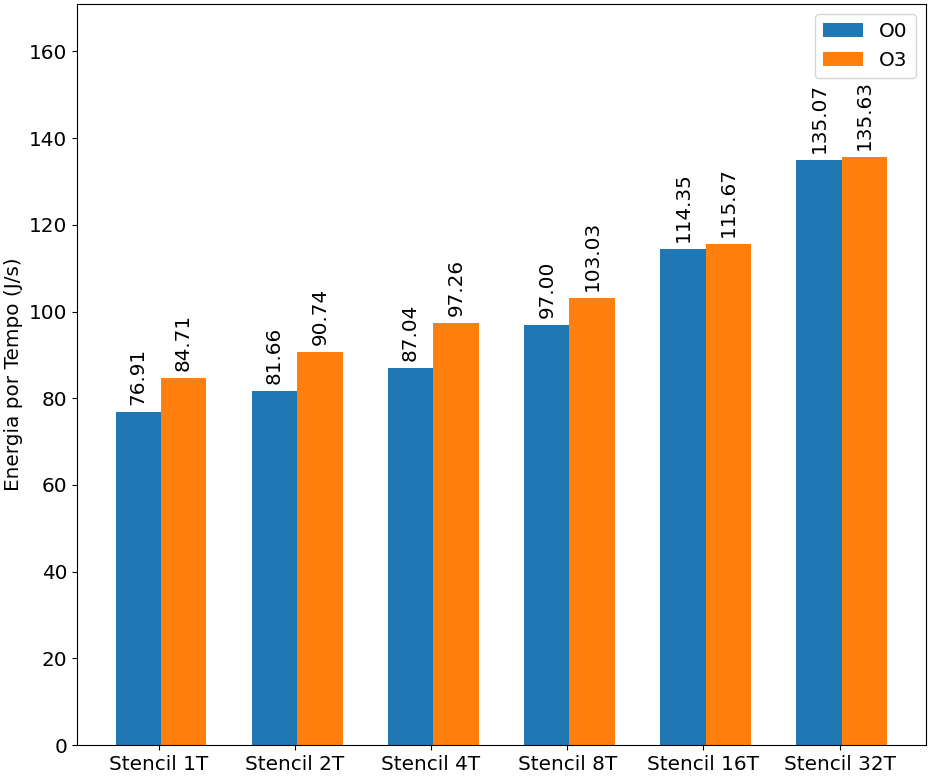 O0
O3
Energia por Tempo (J/s)
160
140
120
100
80
60
40
20
0
76.91
84.71
81.66
90.74
87.04
97.26
97.00
103.03
114.35
115.67
135.07
135.63
Stencil 1T
Stencil 2T
Stencil 4T
Stencil 8T
Stencil 16T
Stencil 32T